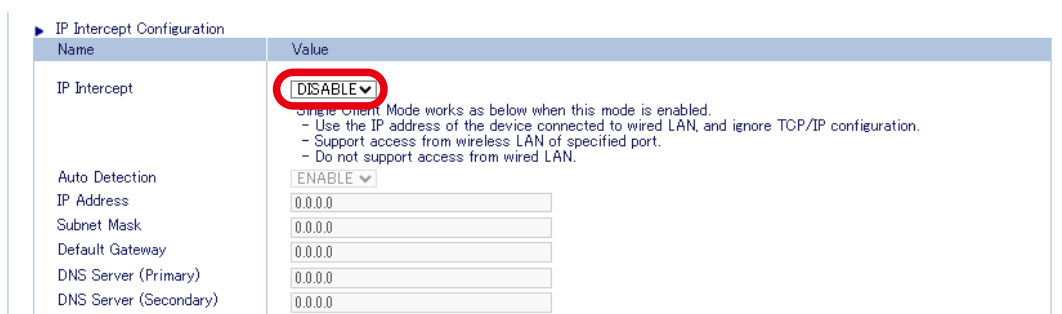 IP Intercept Configuration
Name Value
IP Intercept DISABLE
Single Client Mode works as below when this mode is enabled.
- Use the IP address of the device connected to wired LAN, and ignore TCP/IP configuration.
- Support access from wireless LAN of specified port.
- Do not support access from wired LAN.
Auto Detection ENABLE
IP Address 0.0.0.0
Subnet Mask 0.0.0.0
Default Gateway 0.0.0.0
DNS Server (Primary) 0.0.0.0
DNS Server (Secondary) 0.0.0.0